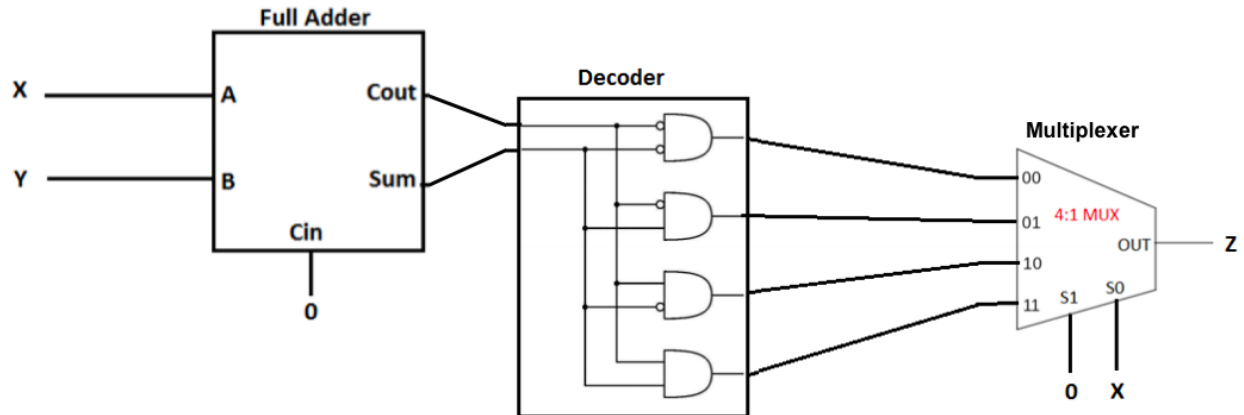 Full Adder
X
A
Cout
Y
B
Sum
Cin
0
Decoder
Multiplexer
00
01
4:1 MUX
10
11
OUT
Z
S1
S0
0
X